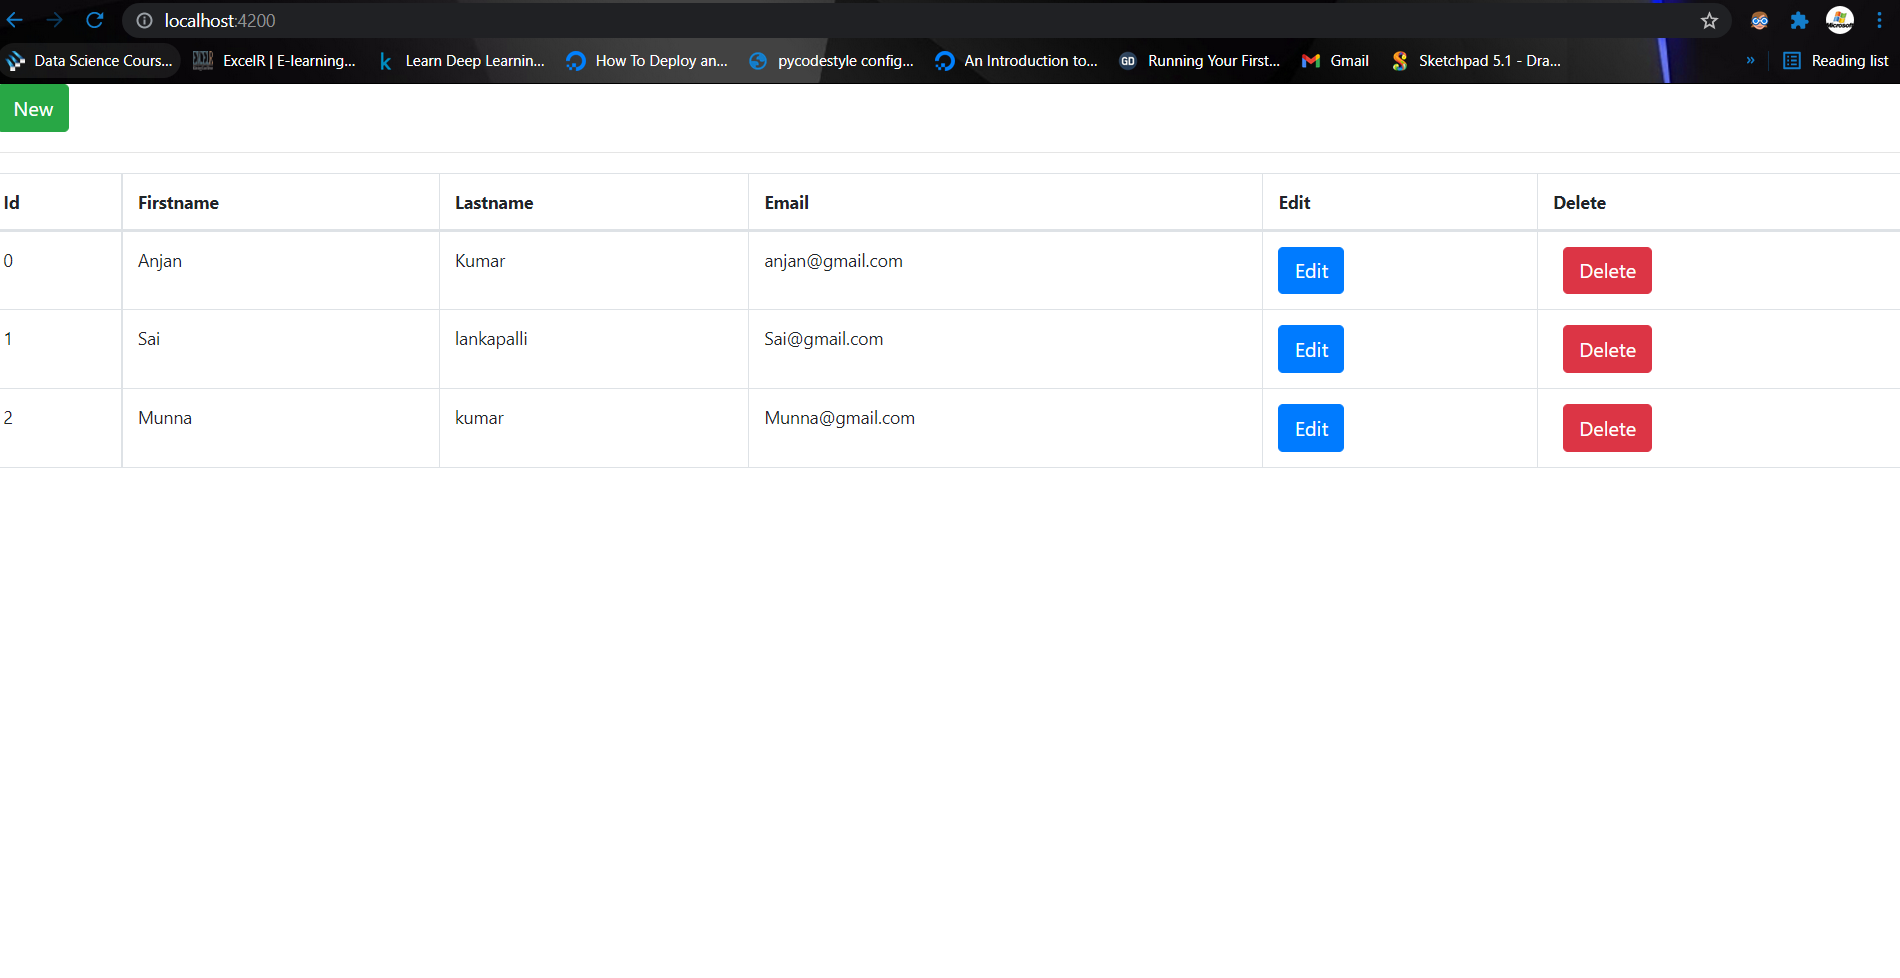 localhost:4200
Data Science Cours... ExcelR | E-learning... Learn Deep Learnin... How To Deploy an... pycodestyle config... An Introduction to... GD Running Your First... Gmail Sketchpad 5.1 - Dra... » Reading list
New
Id Firstname Lastname Email Edit Delete
0 Anjan Kumar anjan@gmail.com Edit Delete
1 Sai lankapalli Sai@gmail.com Edit Delete
2 Munna kumar Munna@gmail.com Edit Delete